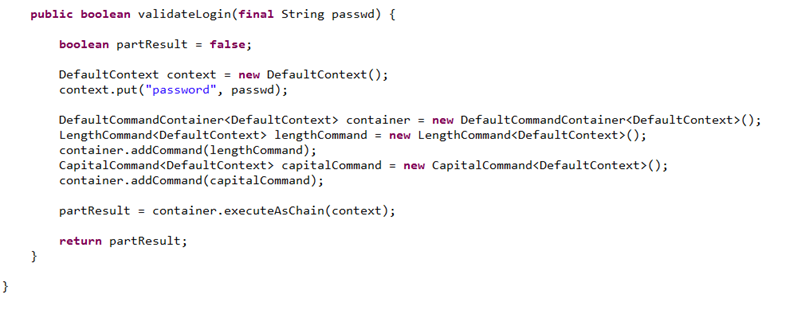 public boolean validateLogin(final String passwd) {
boolean partResult = false;
DefaultContext context = new DefaultContext();
context.put("password", passwd);
DefaultCommandContainer<DefaultContext> container = new DefaultCommandContainer<DefaultContext>();
LengthCommand<DefaultContext> lengthCommand = new LengthCommand<DefaultContext>();
container.addCommand(lengthCommand);
CapitalCommand<DefaultContext> capitalCommand = new CapitalCommand<DefaultContext>();
container.addCommand(capitalCommand);
partResult = container.executeAsChain(context);
return partResult;
}
}